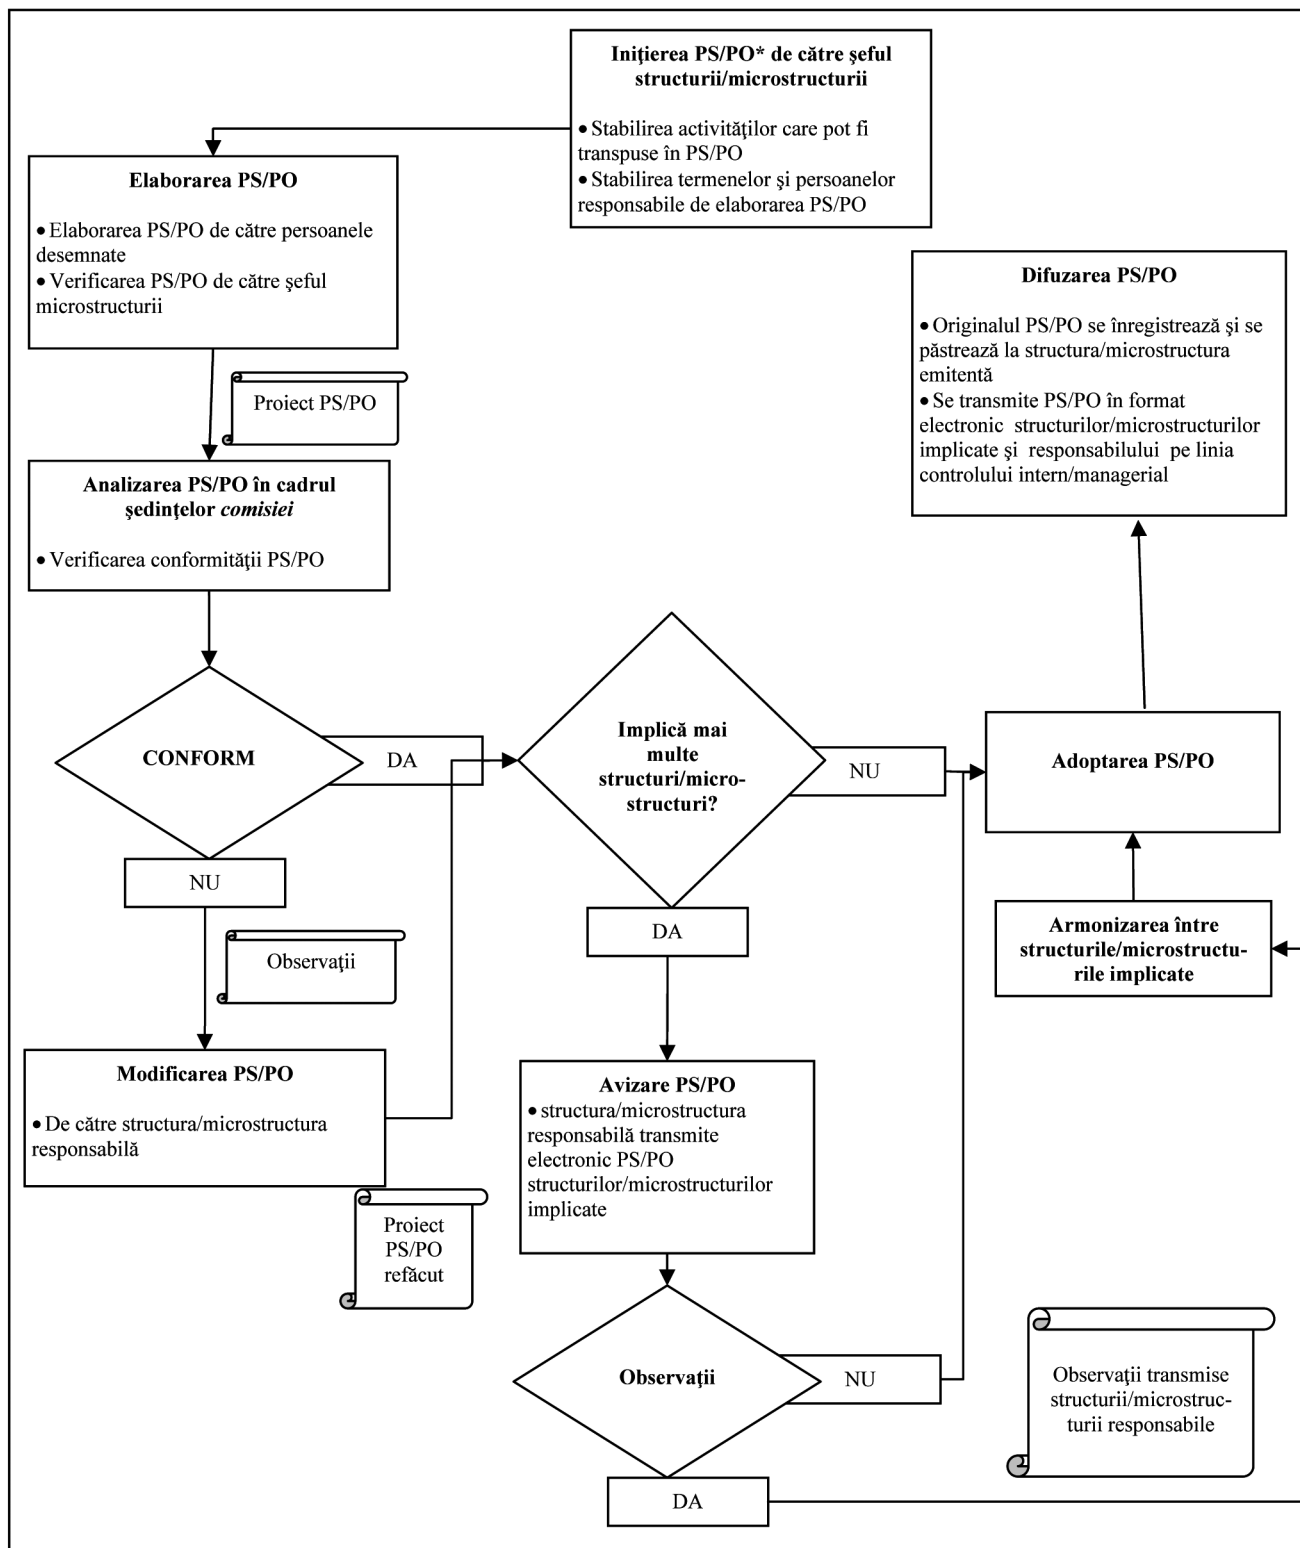 Iniţierea PS/PO* de către şeful
structurii/microstructurii
• Stabilirea activităţilor care pot fi
transpuse în PS/PO
• Stabilirea termenelor şi persoanelor
responsabile de elaborarea PS/PO
Elaborarea PS/PO
• Elaborarea PS/PO de către persoanele
desemnate
• Verificarea PS/PO de către şeful
microstructurii
Proiect PS/PO
Analizarea PS/PO în cadrul
şedinţelor comisiei
• Verificarea conformităţii PS/PO
CONFORM
DA
NU
Observaţii
Modificarea PS/PO
• De către structura/microstructura
responsabilă
Proiect
PS/PO
refăcut
Implică mai
multe
structuri/micro-
structuri?
NU
DA
Avizare PS/PO
• structura/microstructura
responsabilă transmite
electronic PS/PO
structurilor/microstructurilor
implicate
Observaţii
NU
DA
Observaţii transmise
structurii/microstruc-
turii responsabile
Armonizarea între
structurile/microstructu-
rile implicate
Adoptarea PS/PO
Difuzarea PS/PO
• Originalul PS/PO se înregistrează şi se
păstrează la structura/microstructura
emitentă
• Se transmite PS/PO în format
electronic structurilor/microstructurilor
implicate şi responsabilului pe linia
controlului intern/managerial